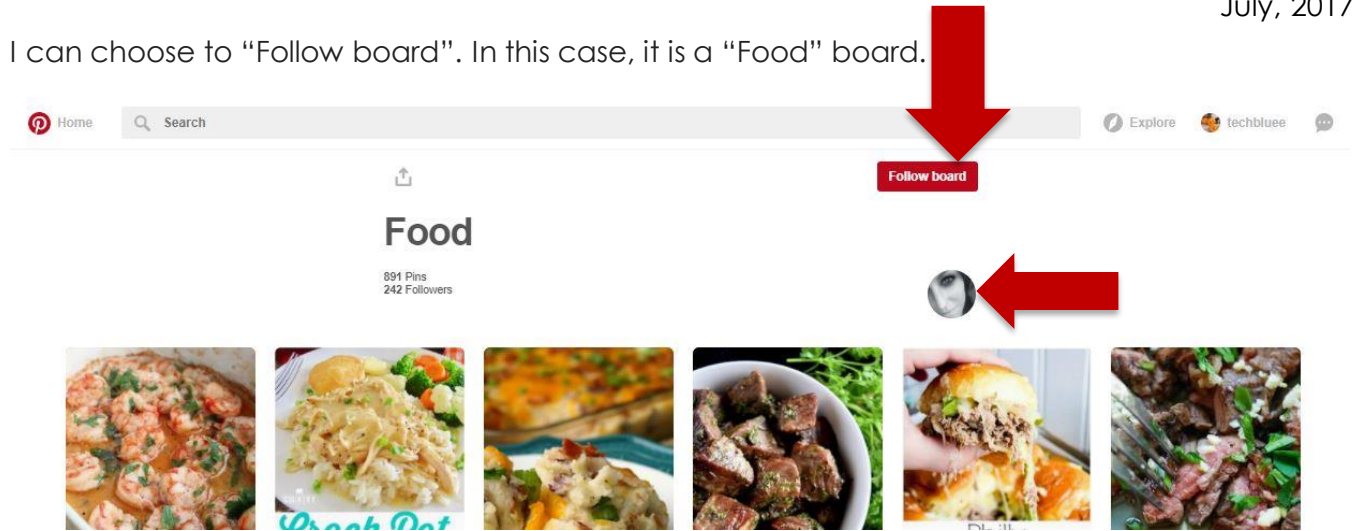 July, 2017
I can choose to “Follow board”. In this case, it is a “Food” board.
Home
Search
Explore
techbluee
Follow board
Food
891 Pins
242 Followers
Crock Pot
Philly